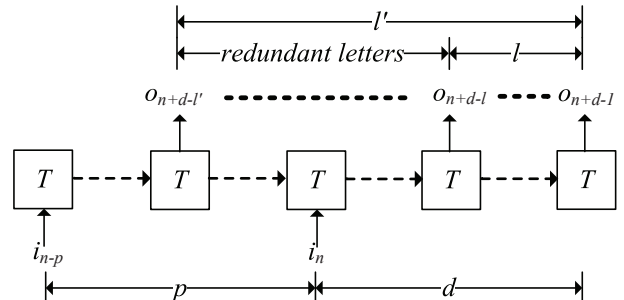 l'
redundant letters l
o_{n+d-l'} o_{n+d-l} o_{n+d-1}
T T T T T
i_{n-p} i_n
p d